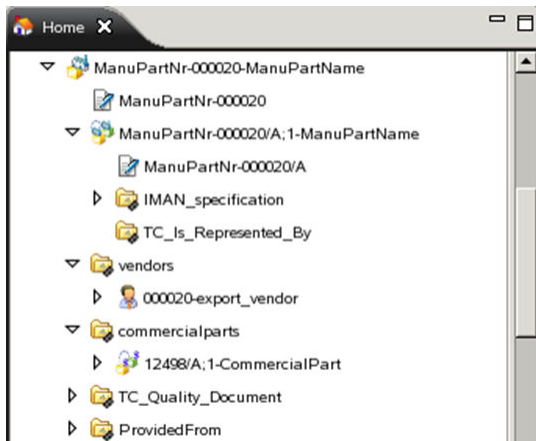 Home
ManuPartNr-000020-ManuPartName
ManuPartNr-000020
ManuPartNr-000020/A;1-ManuPartName
ManuPartNr-000020/A
IMAN_specification
TC_Is_Represented_By
vendors
000020-export_vendor
commercialparts
12498/A;1-CommercialPart
TC_Quality_Document
ProvidedFrom